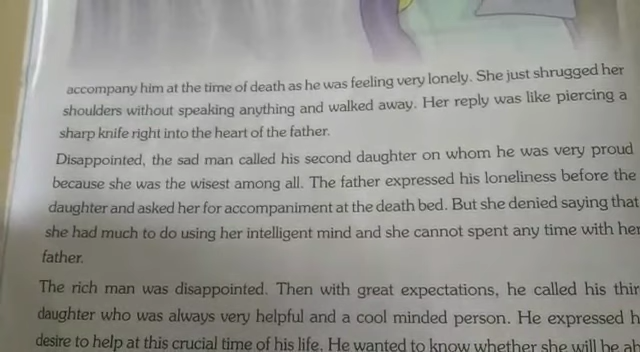 accompany him at the time of death as he was feeling very lonely. She just shrugged her
shoulders without speaking anything and walked away. Her reply was like piercing a
sharp knife right into the heart of the father.
Disappointed, the sad man called his second daughter on whom he was very proud
because she was the wisest among all. The father expressed his loneliness before the
daughter and asked her for accompaniment at the death bed. But she denied saying that
she had much to do using her intelligent mind and she cannot spent any time with her
father.
The rich man was disappointed. Then with great expectations, he called his
daughter who was always very helpful and a cool minded person. He expressed
desire to help at this crucial time of his life. He wanted to know whether she will be